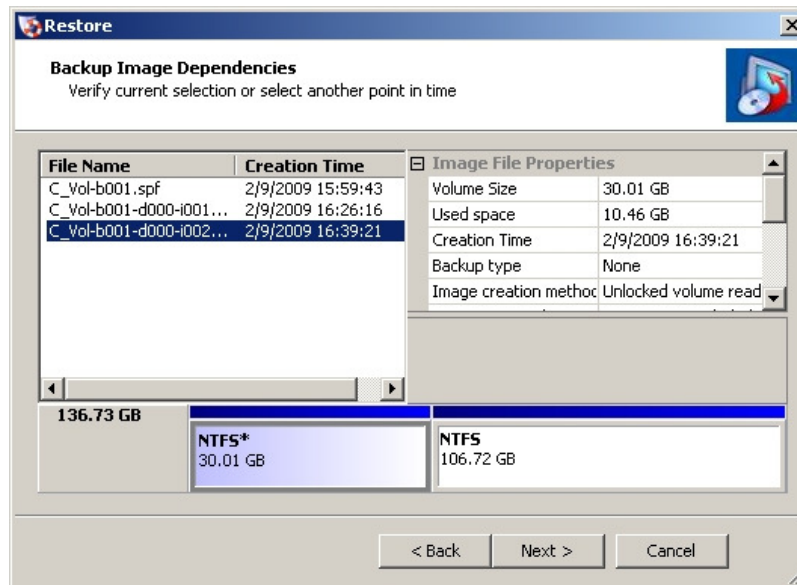 Restore
Backup Image Dependencies
Verify current selection or select another point in time
File Name Creation Time
C_Vol-b001.spf 2/9/2009 15:59:43
C_Vol-b001-d000-i001... 2/9/2009 16:26:16
C_Vol-b001-d000-i002... 2/9/2009 16:39:21
Image File Properties
Volume Size 30.01 GB
Used space 10.46 GB
Creation Time 2/9/2009 16:39:21
Backup type None
Image creation method Unlocked volume read
136.73 GB
NTFS*
30.01 GB
NTFS
106.72 GB
< Back Next > Cancel